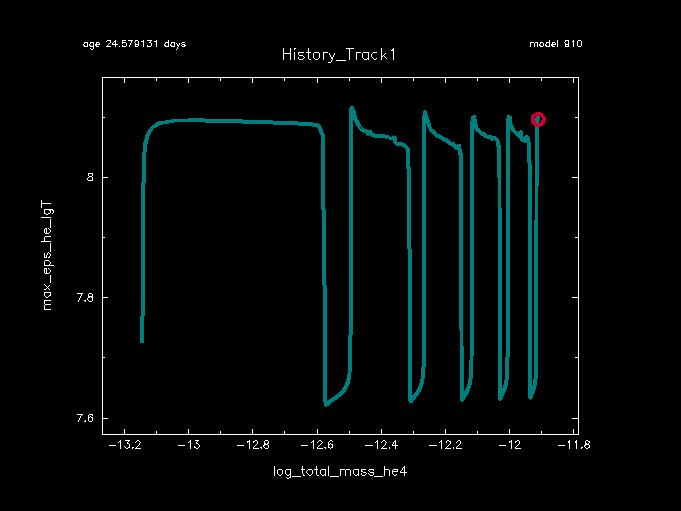 age 24.579131 days
model 910
History_Track1
max_eps_he_lgT
8
7.8
7.6
−13.2
−13
−12.8
−12.6
−12.4
−12.2
−12
−11.8
log_total_mass_he4